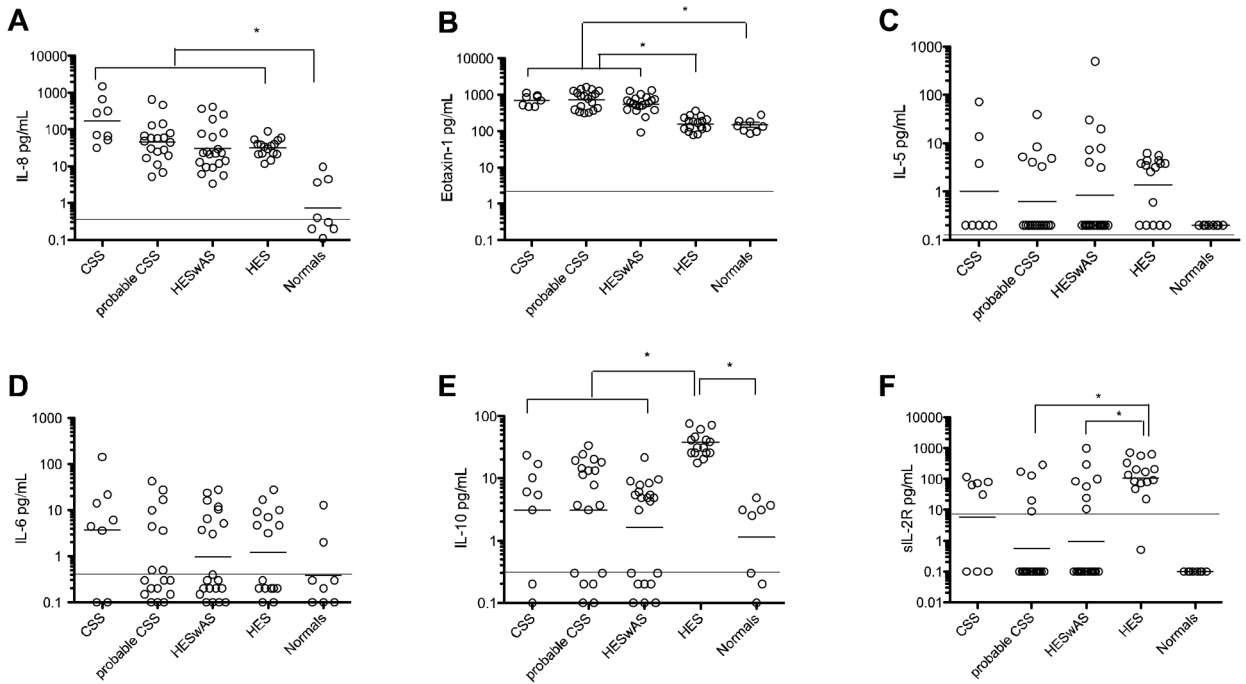 A
*
10000
1000
100
10
1
0.1
IL-8 pg/mL
CSS
probable CSS
HESwAS
HES
Normals
B
*
*
10000
1000
100
10
1
0.1
Eotaxin-1 pg/mL
CSS
probable CSS
HESwAS
HES
Normals
C
1000
100
10
1
0.1
IL-5 pg/mL
CSS
probable CSS
HESwAS
HES
Normals
D
1000
100
10
1
0.1
IL-6 pg/mL
CSS
probable CSS
HESwAS
HES
Normals
E
*
*
100
10
1
0.1
IL-10 pg/mL
CSS
probable CSS
HESwAS
HES
Normals
F
*
*
10000
1000
100
10
1
0.1
0.01
sIL-2R pg/mL
CSS
probable CSS
HESwAS
HES
Normals